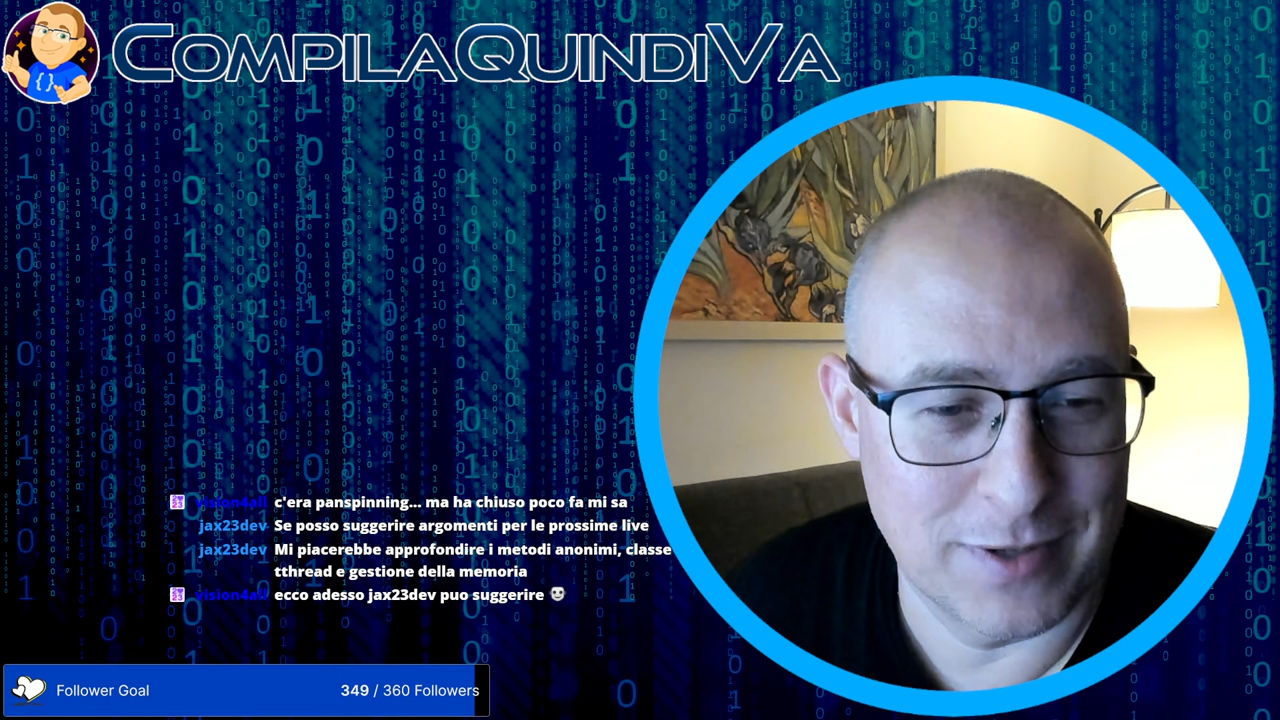 CompilaQuindiVa
{ }
vision4all c'era panspinning... ma ha chiuso poco fa mi sa
jax23dev Se posso suggerire argomenti per le prossime live
jax23dev Mi piacerebbe approfondire i metodi anonimi, classe
tthread e gestione della memoria
vision4all ecco adesso jax23dev puo suggerire
Follower Goal 349 / 360 Followers